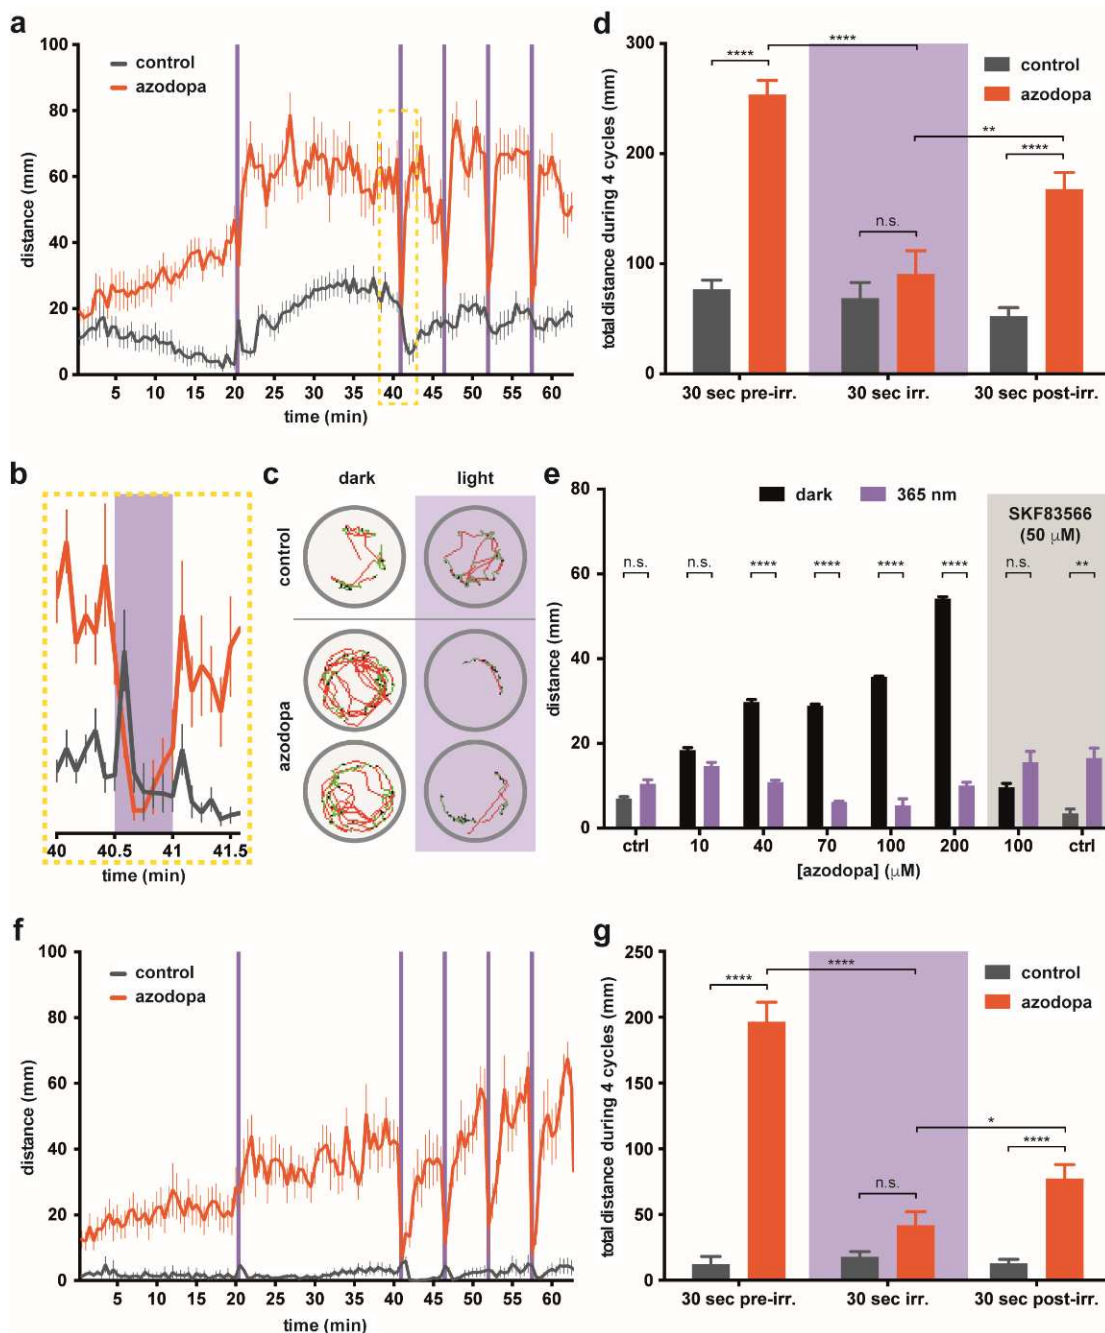 a
100
80
60
40
20
0
distance (mm)
control
azodopa
5 10 15 20 25 30 35 40 45 50 55 60
time (min)
d
300
200
100
0
total distance during 4 cycles (mm)
**** **** ** **** n.s.
control
azodopa
30 sec pre-irr. 30 sec irr. 30 sec post-irr.
b
40 40.5 41 41.5
time (min)
c
dark light
control
azodopa
e
80
60
40
20
0
distance (mm)
dark 365 nm
SKF83566
(50 μM)
n.s. n.s. **** **** **** **** n.s. **
ctrl 10 40 70 100 200 100 ctrl
[azodopa] (μM)
f
100
80
60
40
20
0
distance (mm)
control
azodopa
5 10 15 20 25 30 35 40 45 50 55 60
time (min)
g
250
200
150
100
50
0
total distance during 4 cycles (mm)
**** **** * **** n.s.
control
azodopa
30 sec pre-irr. 30 sec irr. 30 sec post-irr.